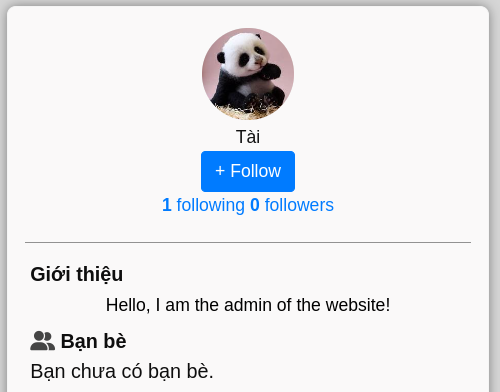 Tài
+ Follow
1 following 0 followers
Giới thiệu
Hello, I am the admin of the website!
Bạn bè
Bạn chưa có bạn bè.